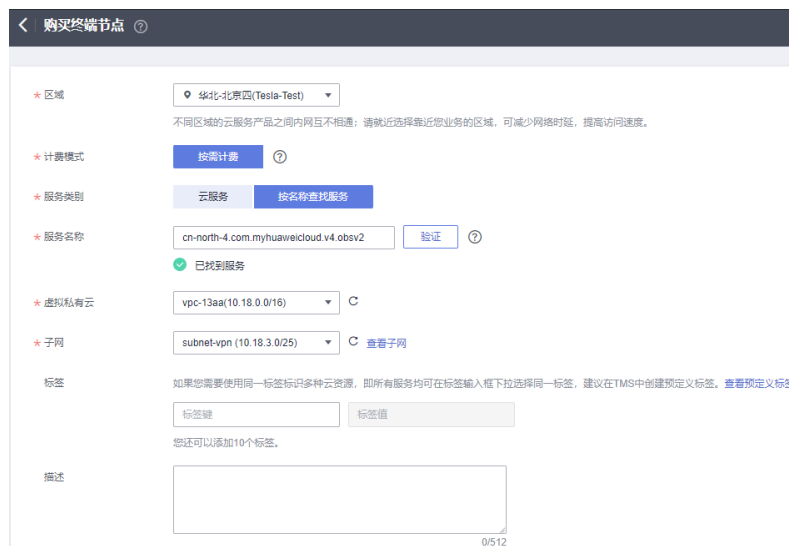 购买终端节点
区域
华北-北京四(Tesla-Test)
不同区域的云服务产品之间内网互不相通；请就近选择靠近您业务的区域，可减少网络时延，提高访问速度。
计费模式
按需计费
服务类别
云服务 按名称查找服务
服务名称
cn-north-4.com.myhuaweicloud.v4.obsv2 验证
已找到服务
虚拟私有云
vpc-13aa(10.18.0.0/16)
子网
subnet-vpn (10.18.3.0/25) 查看子网
标签
如果您需要使用同一标签标识多种云资源，即所有服务均可在标签输入框下拉选择同一标签，建议在TMS中创建预定义标签。查看预定义标签
标签键 标签值
您还可以添加10个标签。
描述
0/512